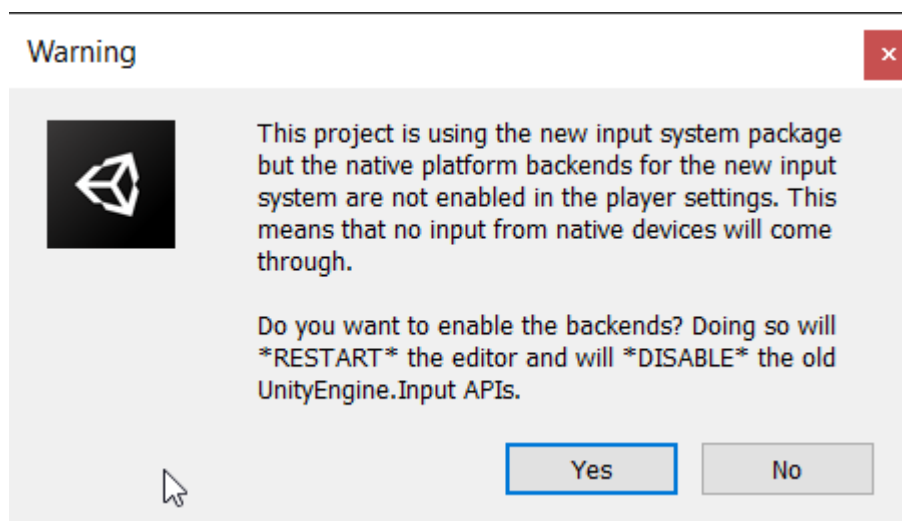 Warning
This project is using the new input system package
but the native platform backends for the new input
system are not enabled in the player settings. This
means that no input from native devices will come
through.
Do you want to enable the backends? Doing so will
*RESTART* the editor and will *DISABLE* the old
UnityEngine.Input APIs.
Yes No